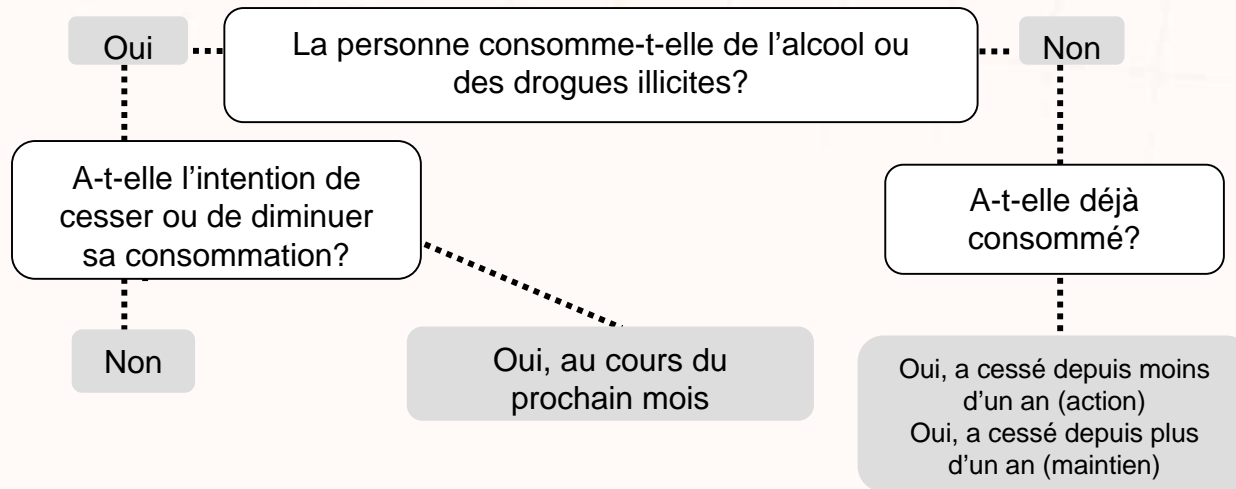 Oui
La personne consomme-t-elle de l’alcool ou
des drogues illicites?
Non
A-t-elle l’intention de
cesser ou de diminuer
sa consommation?
A-t-elle déjà
consommé?
Non
Oui, au cours du
prochain mois
Oui, a cessé depuis moins
d’un an (action)
Oui, a cessé depuis plus
d’un an (maintien)